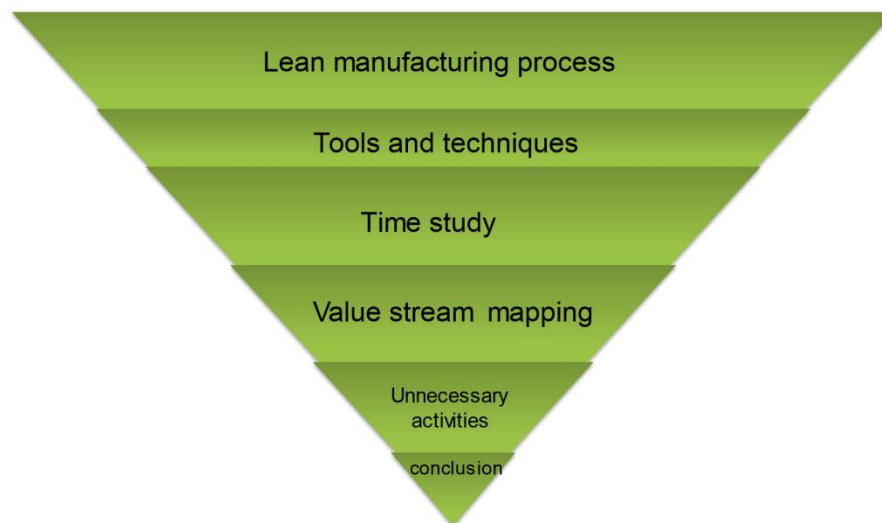 Lean manufacturing process
Tools and techniques
Time study
Value stream mapping
Unnecessary
activities
conclusion